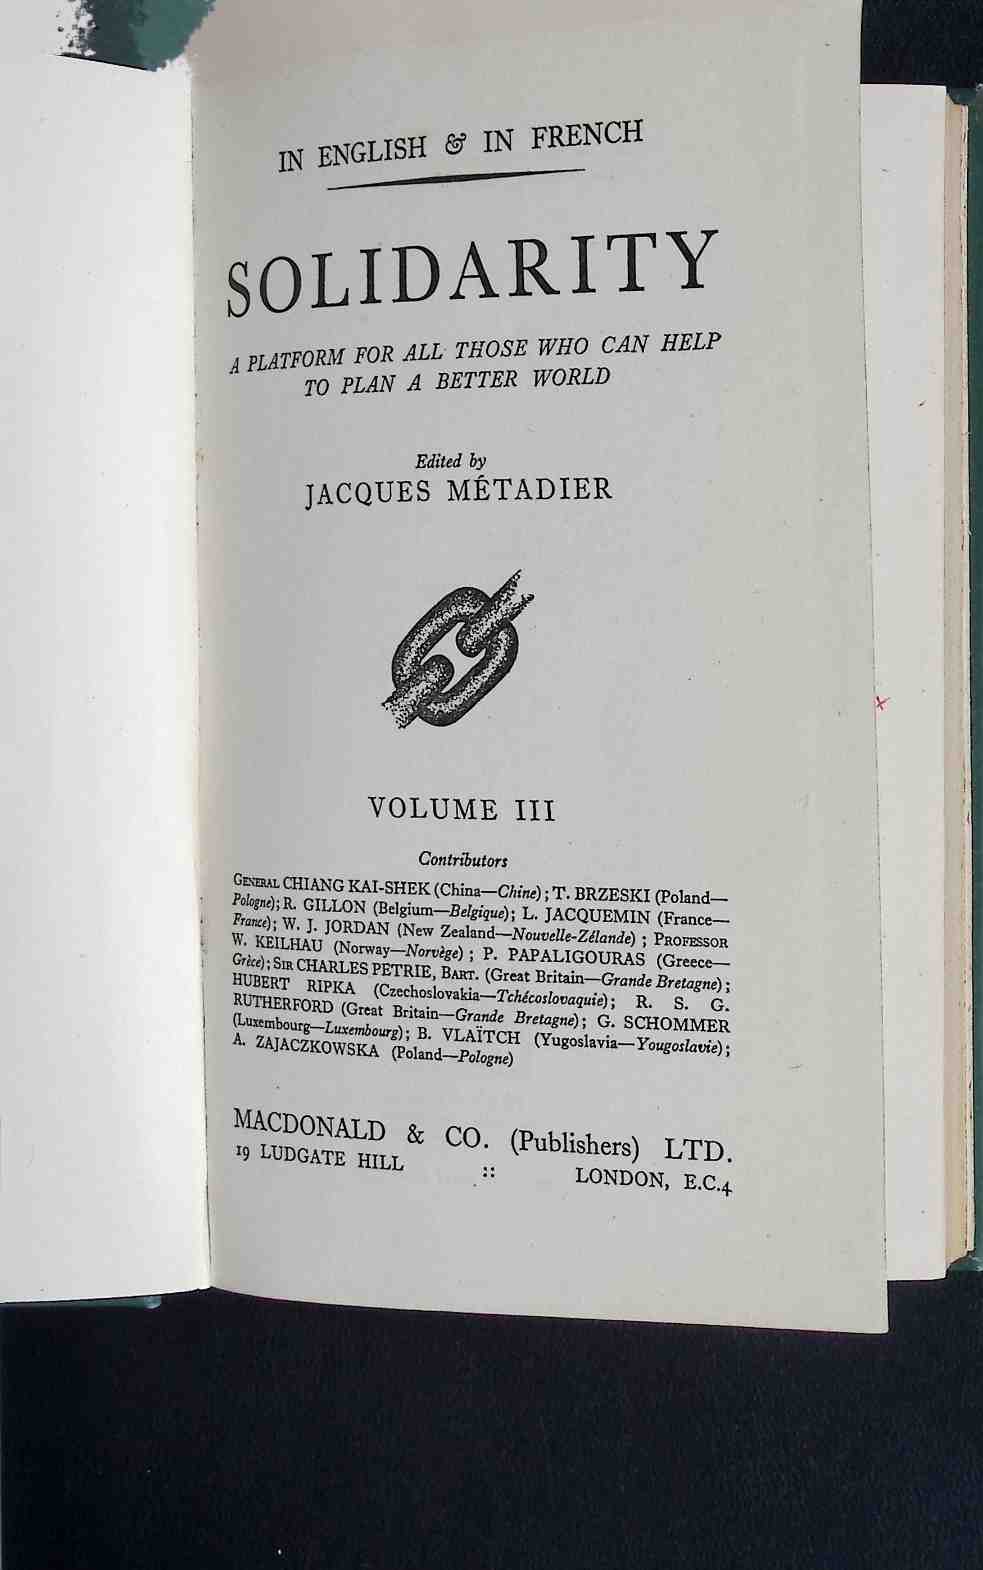 IN ENGLISH & IN FRENCH
SOLIDARITY
A PLATFORM FOR ALL THOSE WHO CAN HELP
TO PLAN A BETTER WORLD
Edited by
JACQUES MÉTADIER
VOLUME III
Contributors
GENERAL CHIANG KAI-SHEK (China—Chine); T. BRZESKI (Poland—
Pologne); R. GILLON (Belgium—Belgique); L. JACQUEMIN (France—
France); W. J. JORDAN (New Zealand—Nouvelle-Zélande) ; PROFESSOR
W. KEILHAU (Norway—Norvège) ; P. PAPALIGOURAS (Greece—
Grèce); SIR CHARLES PETRIE, BART. (Great Britain—Grande Bretagne) ;
HUBERT RIPKA (Czechoslovakia—Tchécoslovaquie); R. S. G.
RUTHERFORD (Great Britain—Grande Bretagne); G. SCHOMMER
(Luxembourg—Luxembourg); B. VLAÏTCH (Yugoslavia—Yougoslavie) ;
A. ZAJACZKOWSKA (Poland—Pologne)
MACDONALD & CO. (Publishers) LTD.
19 LUDGATE HILL :: LONDON, E.C.4